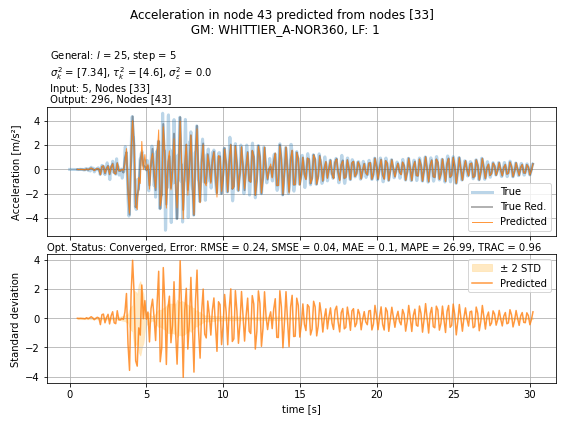 Acceleration in node 43 predicted from nodes [33]
GM: WHITTIER_A-NOR360, LF: 1
General: l = 25, step = 5
σ²ₖ = [7.34], τ²ₖ = [4.6], σ²ε = 0.0
Input: 5, Nodes [33]
Output: 296, Nodes [43]
Acceleration [m/s²]
4
2
0
−2
−4
True
True Red.
Predicted
Opt. Status: Converged, Error: RMSE = 0.24, SMSE = 0.04, MAE = 0.1, MAPE = 26.99, TRAC = 0.96
Standard deviation
4
2
0
−2
−4
± 2 STD
Predicted
0 5 10 15 20 25 30
time [s]